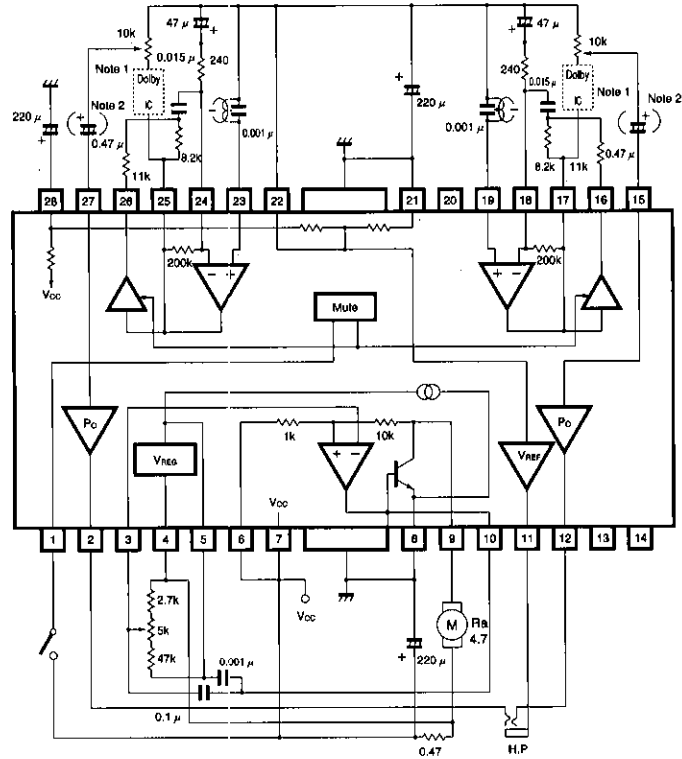 47 μ
+
47 μ
+
10k
0.015 μ
240
Note 1
Dolby
IC
220 μ
+
( + )
Note 2
0.47 μ
0.001 μ
8.2k
11k
+
220 μ
240
0.015 μ
10k
Dolby
IC
Note 1
Note 2
( + )
0.001 μ
8.2k
11k
0.47 μ
28
27
26
25
24
23
22
21
20
19
18
17
16
15
200k
− +
VCC
− +
200k
Mute
PO
VREG
1k
10k
+ −
VREF
PO
VCC
1
2
3
4
5
6
7
8
9
10
11
12
13
14
2.7k
5k
47k
VCC
0.001 μ
0.1 μ
+
220 μ
M
Ra
4.7
0.47
H.P